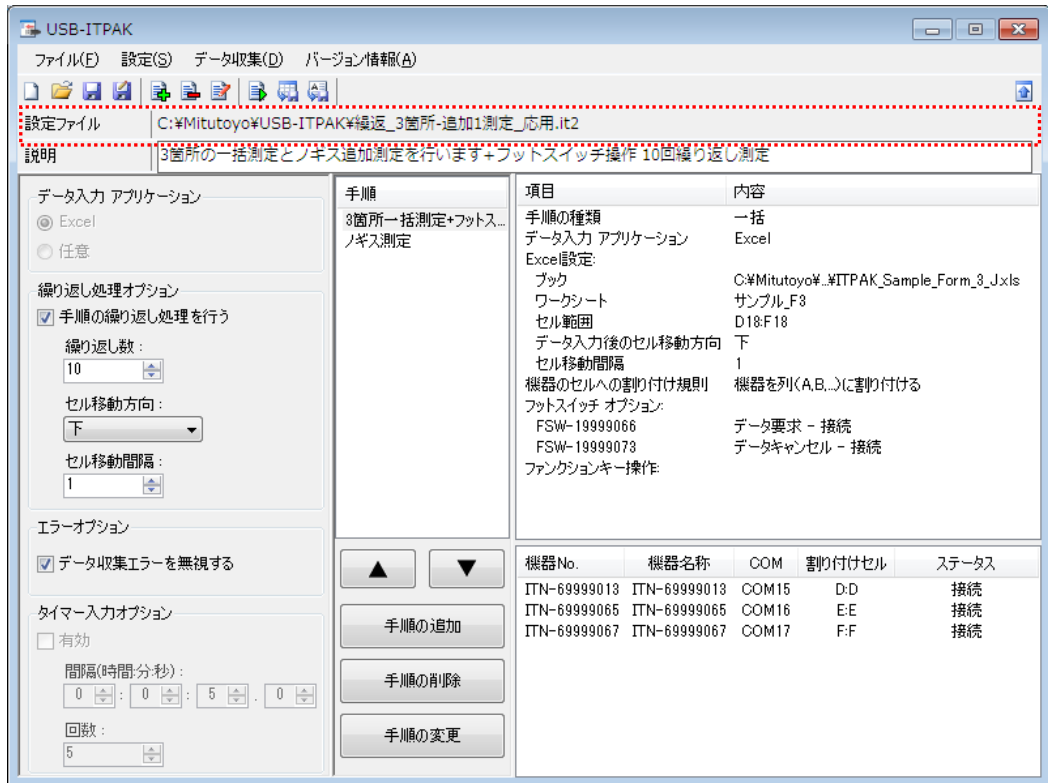 USB-ITPAK
ファイル(F) 設定(S) データ収集(D) バージョン情報(A)
設定ファイル C:¥Mitutoyo¥USB-ITPAK¥繰返_3箇所-追加1測定_応用.it2
説明 3箇所の一括測定とノギス追加測定を行います+フットスイッチ操作 10回繰り返し測定
データ入力 アプリケーション
Excel
任意
繰り返し処理オプション
手順の繰り返し処理を行う
繰り返し数:
10
セル移動方向:
下
セル移動間隔:
1
エラーオプション
データ収集エラーを無視する
タイマー入力オプション
有効
間隔(時間:分:秒):
0 : 0 : 5 . 0
回数:
5
手順
3箇所一括測定+フットス...
ノギス測定
▲ ▼
手順の追加
手順の削除
手順の変更
項目 内容
手順の種類 一括
データ入力 アプリケーション Excel
Excel設定:
ブック C:¥Mitutoyo¥..¥ITPAK_Sample_Form_3_J.xls
ワークシート サンプル_F3
セル範囲 D18:F18
データ入力後のセル移動方向 下
セル移動間隔 1
機器のセルへの割り付け規則 機器を列(A,B,...)に割り付ける
フットスイッチ オプション:
FSW-19999066 データ要求 - 接続
FSW-19999073 データキャンセル - 接続
ファンクションキー操作:
機器No. 機器名称 COM 割り付けセル ステータス
ITN-69999013 ITN-69999013 COM15 D:D 接続
ITN-69999065 ITN-69999065 COM16 E:E 接続
ITN-69999067 ITN-69999067 COM17 F:F 接続